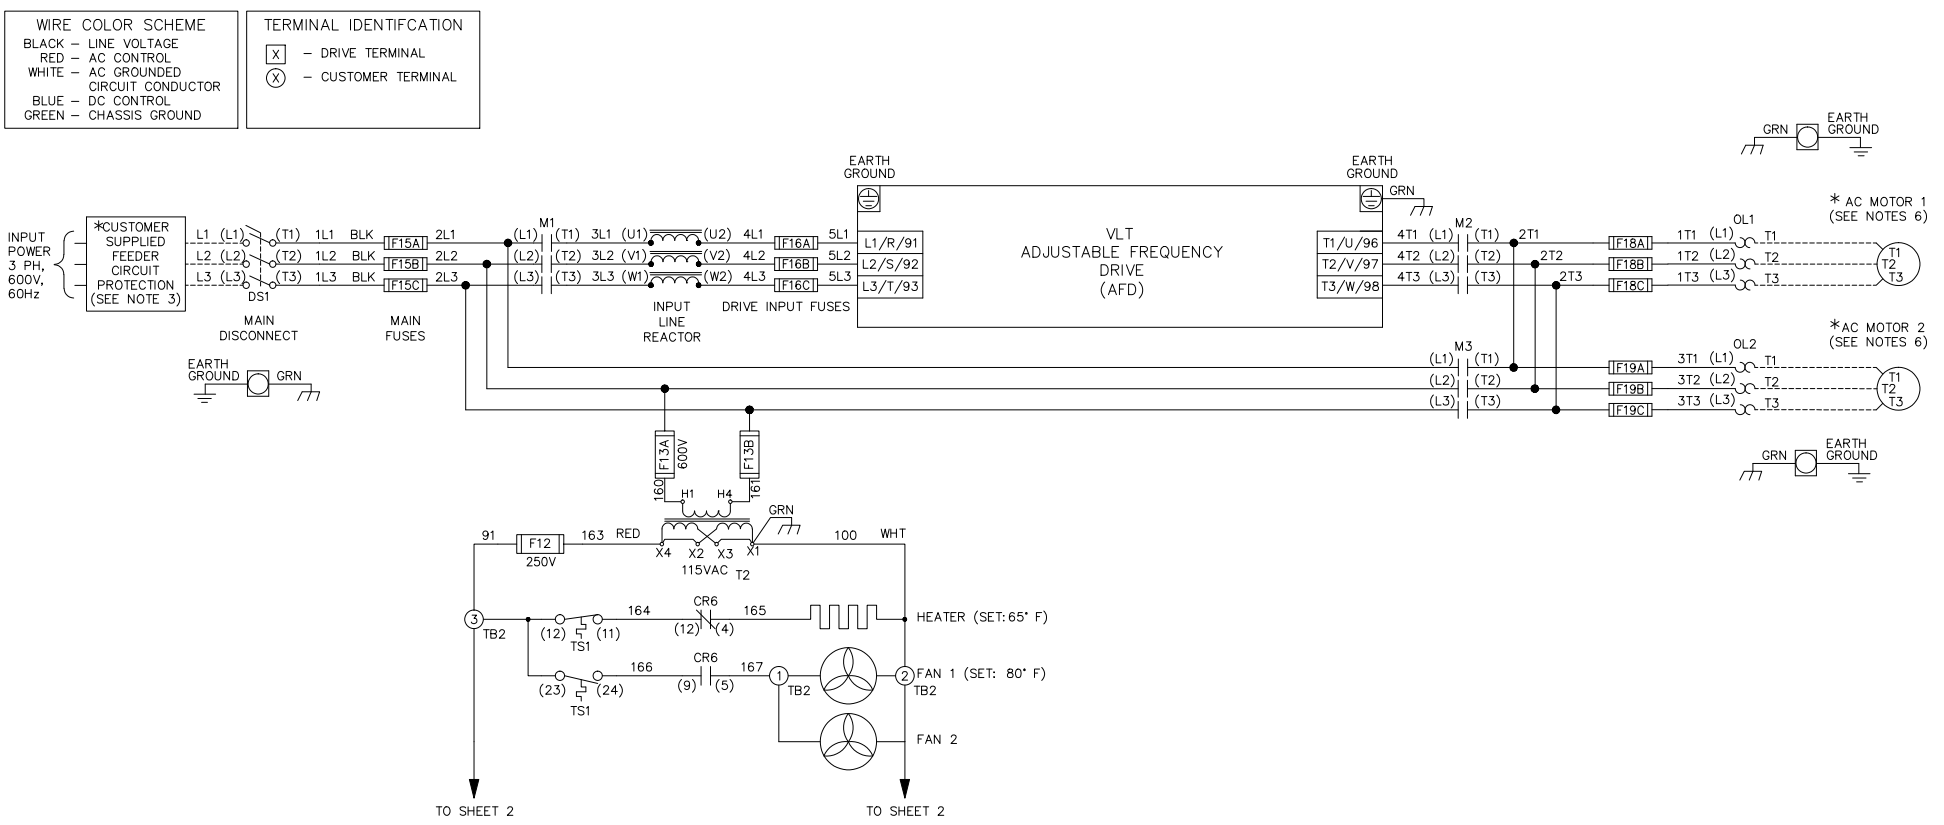 WIRE COLOR SCHEME
BLACK – LINE VOLTAGE
RED – AC CONTROL
WHITE – AC GROUNDED
CIRCUIT CONDUCTOR
BLUE – DC CONTROL
GREEN – CHASSIS GROUND
TERMINAL IDENTIFCATION
X – DRIVE TERMINAL
X – CUSTOMER TERMINAL
GRN EARTH GROUND
EARTH GROUND
EARTH GROUND
GRN
INPUT
POWER
3 PH,
600V,
60Hz
*CUSTOMER
SUPPLIED
FEEDER
CIRCUIT
PROTECTION
(SEE NOTE 3)
L1 (L1) (T1) 1L1 BLK F15A 2L1 (L1) M1 (T1) 3L1 (U1) (U2) 4L1 F16A 5L1 L1/R/91
L2 (L2) (T2) 1L2 BLK F15B 2L2 (L2) (T2) 3L2 (V1) (V2) 4L2 F16B 5L2 L2/S/92
L3 (L3) (T3) 1L3 BLK F15C 2L3 (L3) (T3) 3L3 (W1) (W2) 4L3 F16C 5L3 L3/T/93
DS1
MAIN
DISCONNECT
MAIN
FUSES
INPUT
LINE
REACTOR
DRIVE INPUT FUSES
VLT
ADJUSTABLE FREQUENCY
DRIVE
(AFD)
T1/U/96 4T1 (L1) M2 (T1) 2T1 F18A 1T1 (L1) OL1 T1
T2/V/97 4T2 (L2) (T2) 2T2 F18B 1T2 (L2) T2
T3/W/98 4T3 (L3) (T3) 2T3 F18C 1T3 (L3) T3
* AC MOTOR 1
(SEE NOTES 6)
T1
T2
T3
EARTH
GROUND GRN
(L1) M3 (T1) F19A 3T1 (L1) OL2 T1
(L2) (T2) F19B 3T2 (L2) T2
(L3) (T3) F19C 3T3 (L3) T3
* AC MOTOR 2
(SEE NOTES 6)
T1
T2
T3
GRN EARTH GROUND
F13A 600V F13B
160 H1 H4 161
GRN
91 F12 163 RED X4 X2 X3 X1 100 WHT
250V
115VAC T2
3 TB2 (12) (11) 164 CR6 165 HEATER (SET:65° F)
TS1 (12) (4)
(23) (24) 166 CR6 167 1 TB2 2 FAN 1 (SET: 80° F)
TS1 (9) (5) TB2
FAN 2
TO SHEET 2
TO SHEET 2